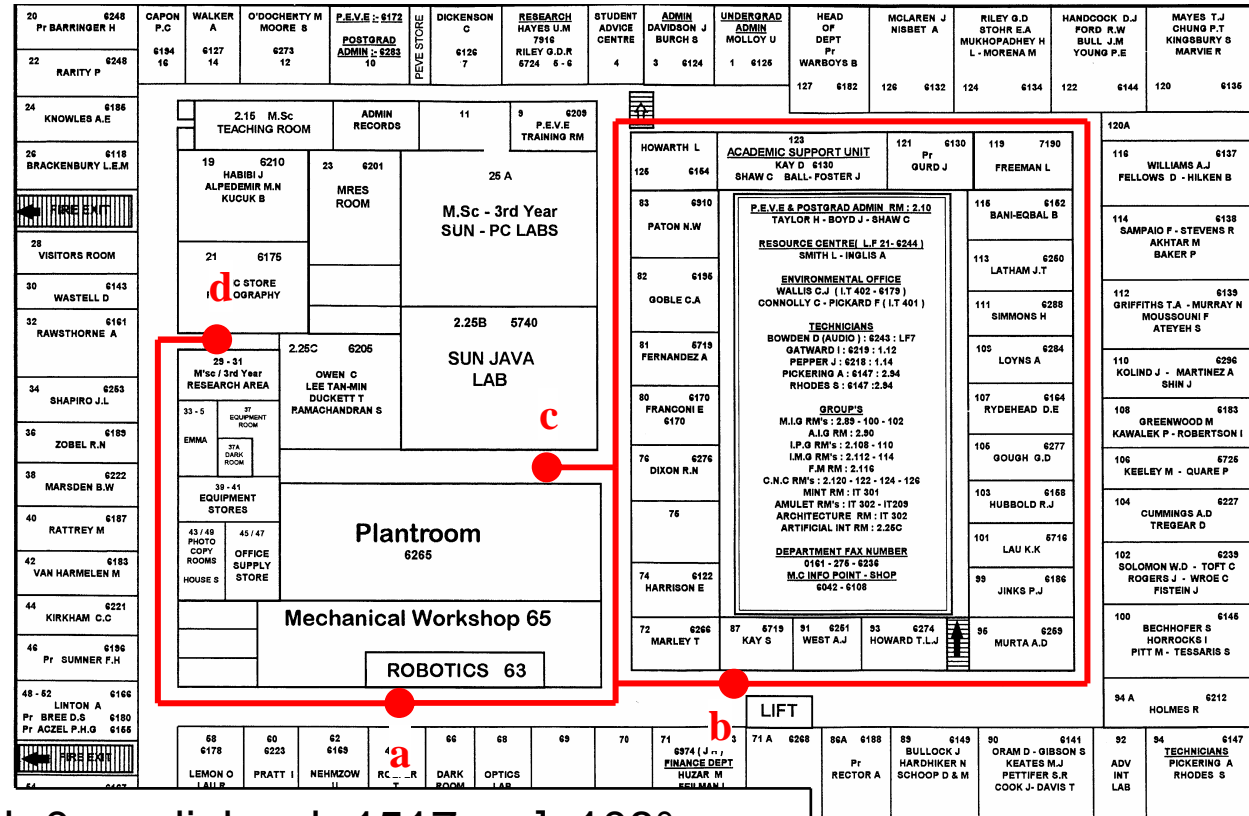 20 6248
Pr BARRINGER H
22 6248
RARITY P
24 6185
KNOWLES A.E
26 6118
BRACKENBURY L.E.M
FIRE EXIT
28
VISITORS ROOM
30 6143
WASTELL D
32 6161
RAWSTHORNE A
34 6253
SHAPIRO J.L
36 6189
ZOBEL R.N
38 6222
MARSDEN B.W
40 6187
RATTREY M
42 6183
VAN HARMELEN M
44 6221
KIRKHAM C.C
46 6196
Pr SUMNER F.H
48 - 52 6166
LINTON A
Pr BREE D.S 6180
Pr ACZEL P.H.G 6155
FIRE EXIT
CAPON
P.C
6194
16
WALKER
A
6127
14
O'DOCHERTY M
MOORE S
6273
12
P.E.V.E :- 6172
POSTGRAD
ADMIN :- 6283
10
PEVE STORE
DICKENSON
C
6126
7
RESEARCH
HAYES U.M
7916
RILEY G.D.R
5724 5 - 6
STUDENT
ADVICE
CENTRE
4
ADMIN
DAVIDSON J
BURCH S
3 6124
UNDERGRAD
ADMIN
MOLLOY U
1 6125
HEAD
OF
DEPT
Pr
WARBOYS B
127 6182
MCLAREN J
NISBET A
126 6132
RILEY G.D
STOHR E.A
MUKHOPADHEY H
L - MORENA M
124 6134
HANDCOCK D.J
FORD R.W
BULL J.M
YOUNG P.E
122 6144
MAYES T.J
CHUNG P.T
KINGSBURY S
MARVIE R
120 6135
2.15 M.Sc
TEACHING ROOM
ADMIN
RECORDS
11
9 6209
P.E.V.E
TRAINING RM
19 6210
HABIBI J
ALPEDEMIR M.N
KUCUK B
23 6201
MRES
ROOM
25 A
M.Sc - 3rd Year
SUN - PC LABS
21 6175
d
C STORE
OGRAPHY
2.25B 5740
SUN JAVA
LAB
2.25C 6205
OWEN C
LEE TAN-MIN
DUCKETT T
RAMACHANDRAN S
29 - 31
M'sc / 3rd Year
RESEARCH AREA
33 - 5
EMMA
37
EQUIPMENT
ROOM
37A
DARK
ROOM
39 - 41
EQUIPMENT
STORES
43 / 49
PHOTO
COPY
ROOMS
HOUSE S
45 / 47
OFFICE
SUPPLY
STORE
c
Plantroom
6265
Mechanical Workshop 65
ROBOTICS 63
HOWARTH L
125 6154
123
ACADEMIC SUPPORT UNIT
KAY D 6130
SHAW C BALL- FOSTER J
121 6130
Pr
GURD J
119 7190
FREEMAN L
83 6910
PATON N.W
82 6195
GOBLE C.A
81 5719
FERNANDEZ A
80 6170
FRANCONI E
6170
76 6276
DIXON R.N
75
74 6122
HARRISON E
72 6266
MARLEY T
P.E.V.E & POSTGRAD ADMIN RM : 2.10
TAYLOR H - BOYD J - SHAW C
RESOURCE CENTRE( L.F 21- 6244 )
SMITH L - INGLIS A
ENVIRONMENTAL OFFICE
WALLIS C.J ( I.T 402 - 6179 )
CONNOLLY C - PICKARD F ( I.T 401 )
TECHNICIANS
BOWDEN D (AUDIO ) : 6243 : LF7
GATWARD I : 6219 : 1.12
PEPPER J : 6218 : 1.14
PICKERING A : 6147 : 2.94
RHODES S : 6147 :2.94
GROUP'S
M.I.G RM's : 2.89 - 100 - 102
A.I.G RM : 2.90
I.P.G RM's : 2.108 - 110
I.M.G RM's : 2.112 - 114
F.M RM : 2.116
C.N.C RM's : 2.120 - 122 - 124 - 126
MINT RM : IT 301
AMULET RM's : IT 302 - IT209
ARCHITECTURE RM : IT 302
ARTIFICIAL INT RM : 2.25C
DEPARTMENT FAX NUMBER
0161 - 275 - 6236
M.C INFO POINT - SHOP
6042 - 6108
115 6152
BANI-EQBAL B
113 6250
LATHAM J.T
111 6288
SIMMONS H
6284
LOYNS A
107 6164
RYDEHEAD D.E
105 6277
GOUGH G.D
103 6158
HUBBOLD R.J
101 5716
LAU K.K
99 6186
JINKS P.J
95 6259
MURTA A.D
87 5719
KAY S
91 6251
WEST A.J
93 6274
HOWARD T.L.J
120A
116 6137
WILLIAMS A.J
FELLOWS D - HILKEN B
114 6138
SAMPAIO F - STEVENS R
AKHTAR M
BAKER P
112 6139
GRIFFITHS T.A - MURRAY N
MOUSSOUNI F
ATEYEH S
110 6296
KOLIND J - MARTINEZ A
SHIN J
108 6183
GREENWOOD M
KAWALEK P - ROBERTSON I
106 5725
KEELEY M - QUARE P
104 6227
CUMMINGS A.D
TREGEAR D
102 6239
SOLOMON W.D - TOFT C
ROGERS J - WROE C
FISTEIN J
100 6145
BECHHOFER S
HORROCKS I
PITT M - TESSARIS S
94 A 6212
HOLMES R
LIFT
b
a
68
6178
LEMON O
LAU R
60
6223
PRATT I
62
6169
NEHMZOW
66
DARK
ROOM
68
OPTICS
LAB
69
70
71 3
6974
FINANCE DEPT
HUZAR M
71 A 6268
86A 6188
Pr
RECTOR A
89 6149
BULLOCK J
HARDHIKER N
SCHOOP D & M
90 6141
ORAM D - GIBSON S
KEATES M.J
PETTIFER S.R
COOK J- DAVIS T
92
ADV
INT
LAB
94 6147
TECHNICIANS
PICKERING A
RHODES S